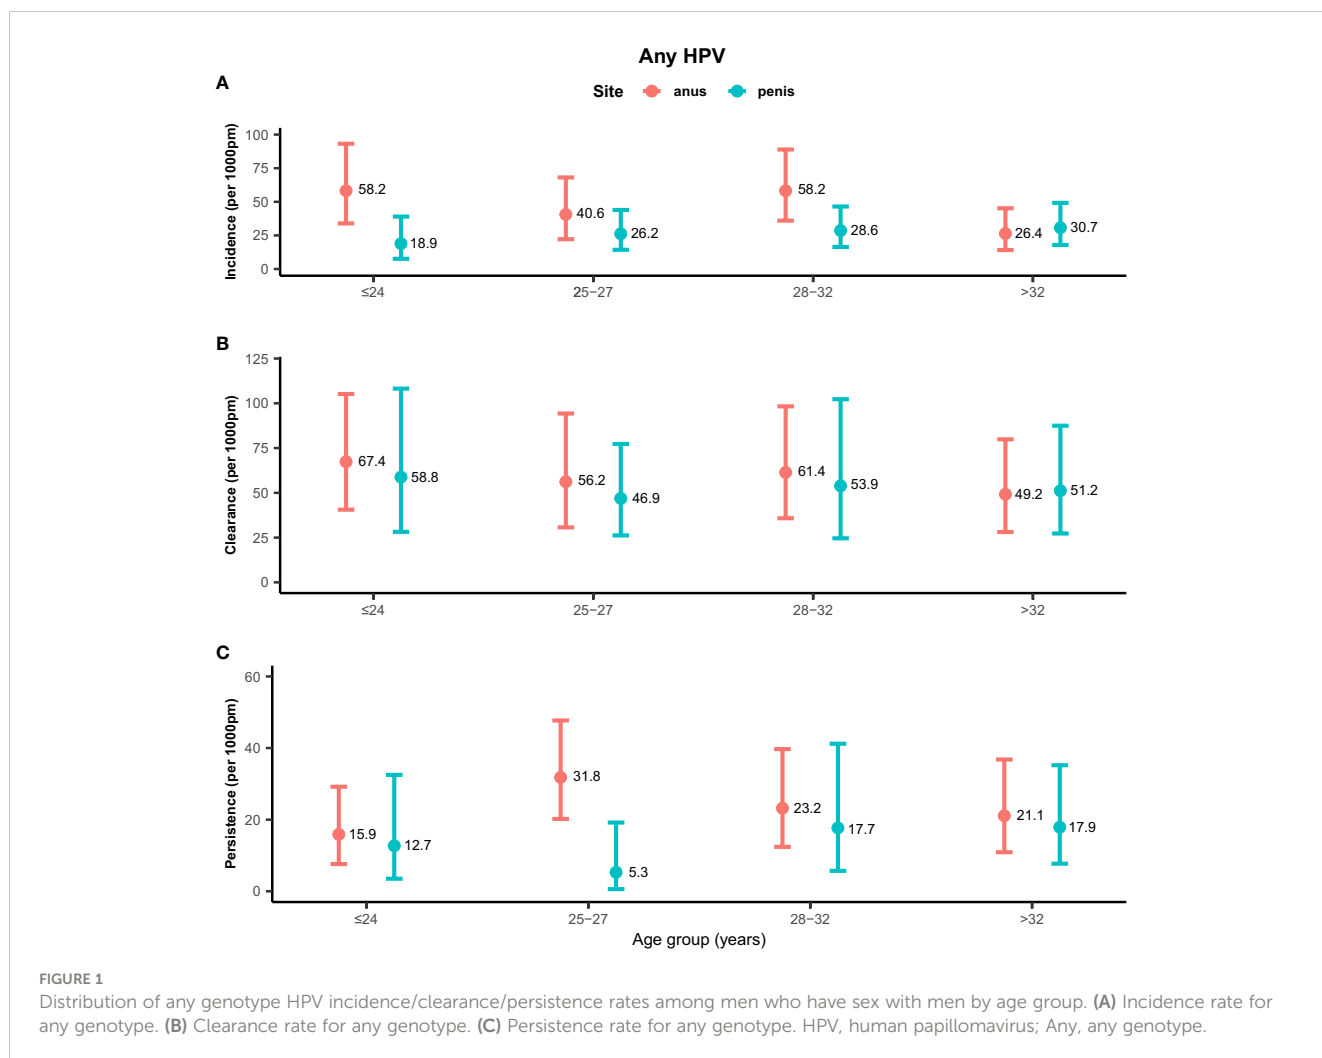 Any HPV
A
Site anus penis
Incidence (per 1000pm)
100
75
50
25
0
58.2
18.9
40.6
26.2
58.2
28.6
26.4
30.7
≤24 25−27 28−32 >32
B
Clearance (per 1000pm)
125
100
75
50
25
0
67.4
58.8
56.2
46.9
61.4
53.9
49.2
51.2
≤24 25−27 28−32 >32
C
Persistence (per 1000pm)
60
40
20
0
15.9
12.7
31.8
5.3
23.2
17.7
21.1
17.9
≤24 25−27 28−32 >32
Age group (years)
FIGURE 1
Distribution of any genotype HPV incidence/clearance/persistence rates among men who have sex with men by age group. (A) Incidence rate for
any genotype. (B) Clearance rate for any genotype. (C) Persistence rate for any genotype. HPV, human papillomavirus; Any, any genotype.